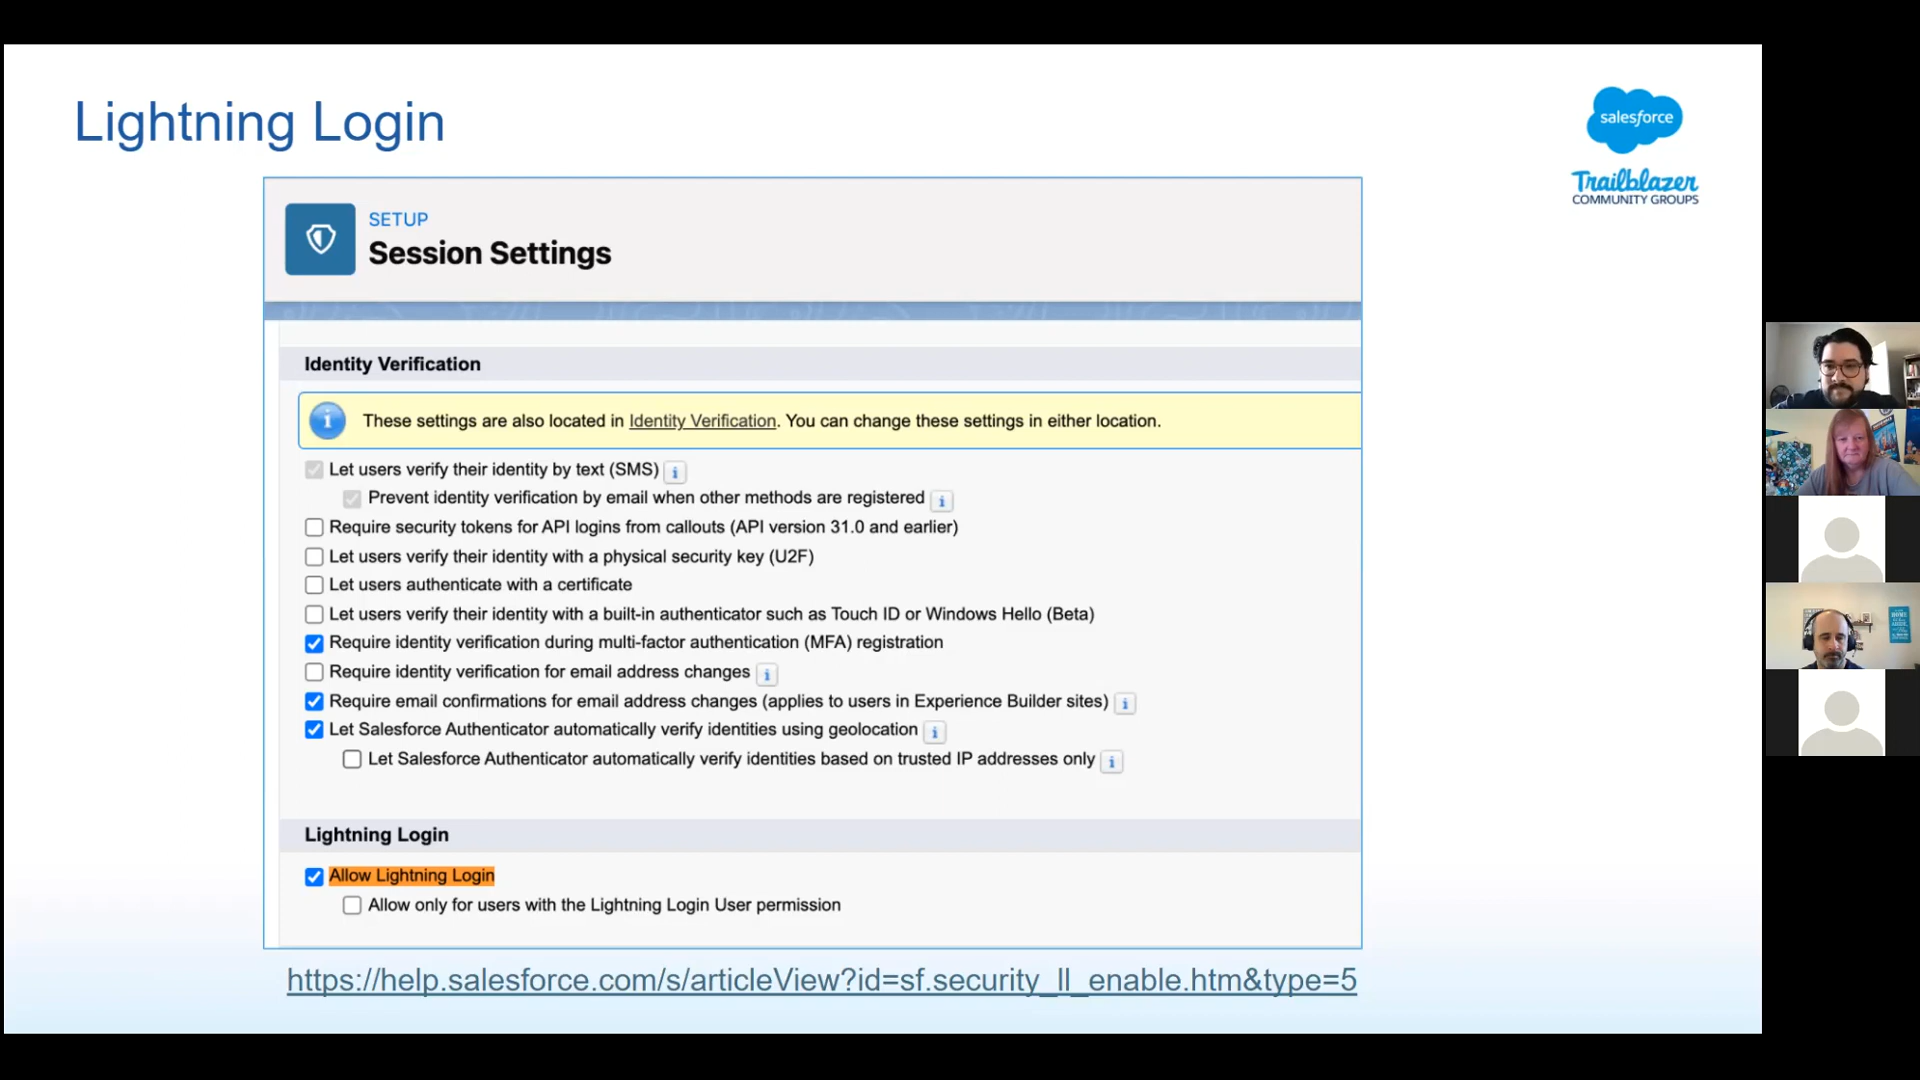 Lightning Login
salesforce
Trailblazer
COMMUNITY GROUPS
SETUP
Session Settings
Identity Verification
These settings are also located in Identity Verification. You can change these settings in either location.
Let users verify their identity by text (SMS)
Prevent identity verification by email when other methods are registered
Require security tokens for API logins from callouts (API version 31.0 and earlier)
Let users verify their identity with a physical security key (U2F)
Let users authenticate with a certificate
Let users verify their identity with a built-in authenticator such as Touch ID or Windows Hello (Beta)
Require identity verification during multi-factor authentication (MFA) registration
Require identity verification for email address changes
Require email confirmations for email address changes (applies to users in Experience Builder sites)
Let Salesforce Authenticator automatically verify identities using geolocation
Let Salesforce Authenticator automatically verify identities based on trusted IP addresses only
Lightning Login
Allow Lightning Login
Allow only for users with the Lightning Login User permission
https://help.salesforce.com/s/articleView?id=sf.security_ll_enable.htm&type=5